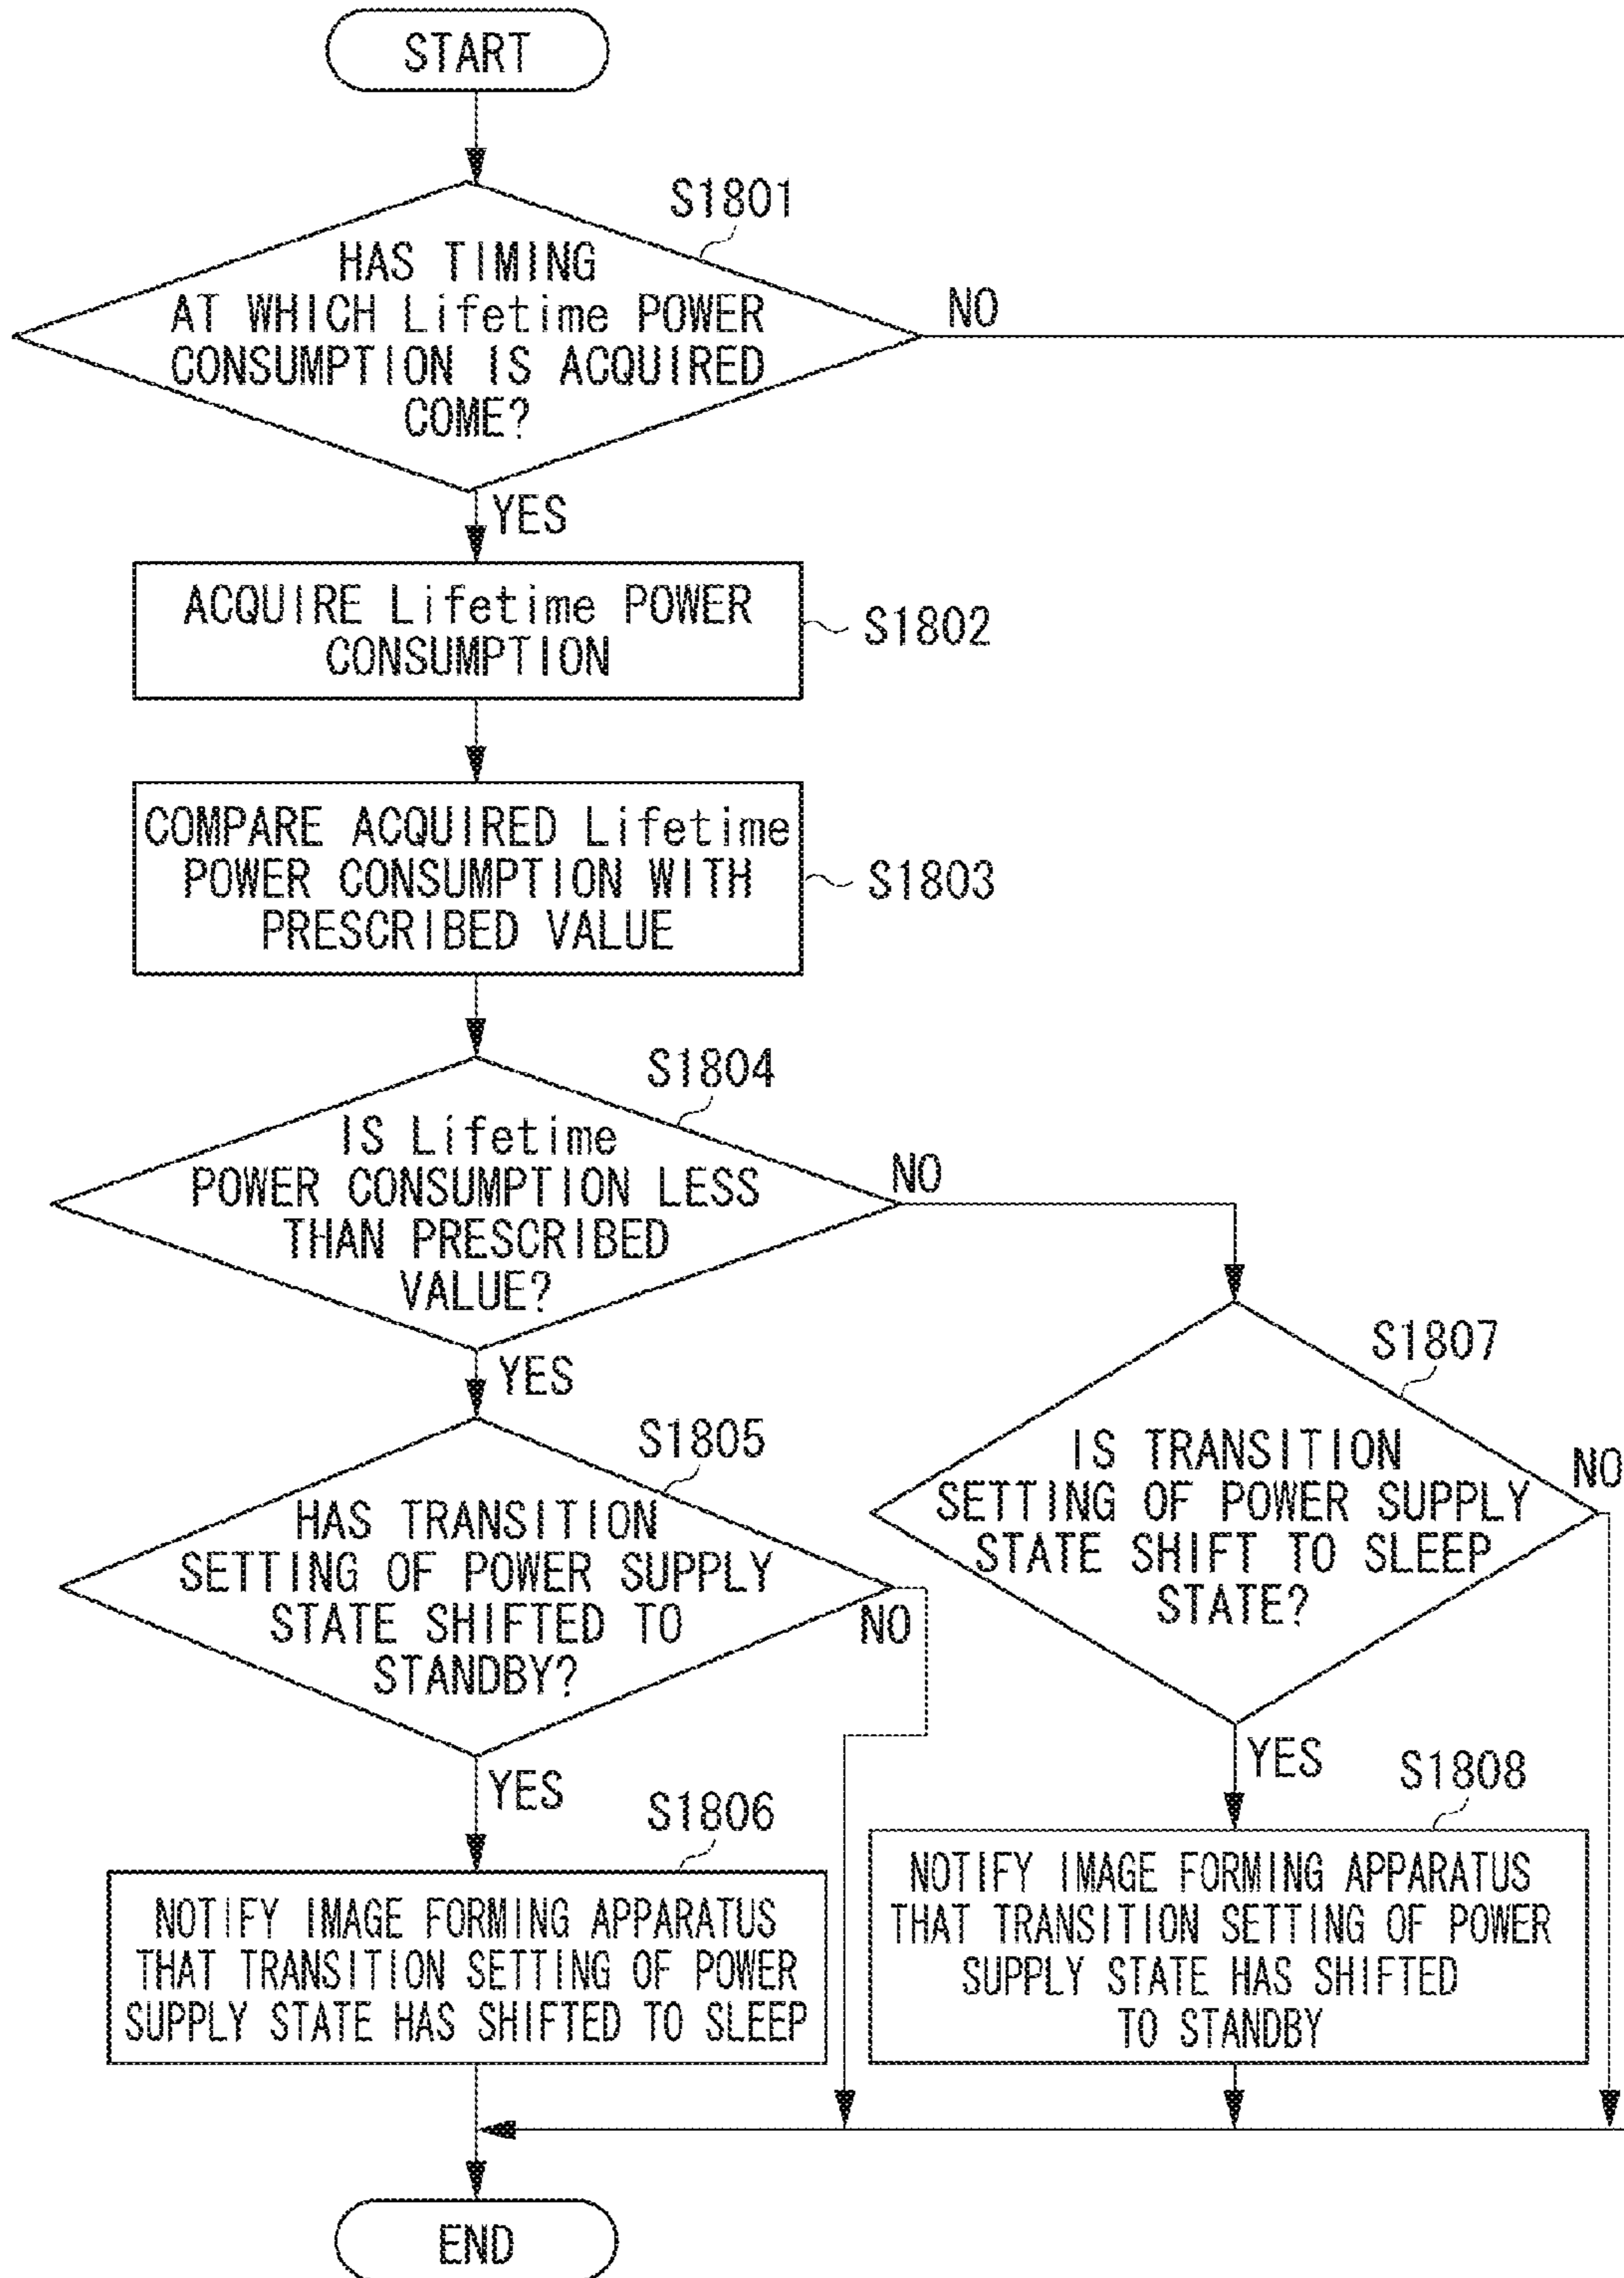 START
S1801
HAS TIMING
AT WHICH Lifetime POWER
CONSUMPTION IS ACQUIRED
COME?
NO
YES
ACQUIRE Lifetime POWER
CONSUMPTION
S1802
COMPARE ACQUIRED Lifetime
POWER CONSUMPTION WITH
PRESCRIBED VALUE
S1803
S1804
IS Lifetime
POWER CONSUMPTION LESS
THAN PRESCRIBED
VALUE?
NO
YES
S1805
HAS TRANSITION
SETTING OF POWER SUPPLY
STATE SHIFTED TO
STANDBY?
NO
YES
S1806
NOTIFY IMAGE FORMING APPARATUS
THAT TRANSITION SETTING OF POWER
SUPPLY STATE HAS SHIFTED TO SLEEP
S1807
IS TRANSITION
SETTING OF POWER SUPPLY
STATE SHIFT TO SLEEP
STATE?
NO
YES
S1808
NOTIFY IMAGE FORMING APPARATUS
THAT TRANSITION SETTING OF POWER
SUPPLY STATE HAS SHIFTED
TO STANDBY
END